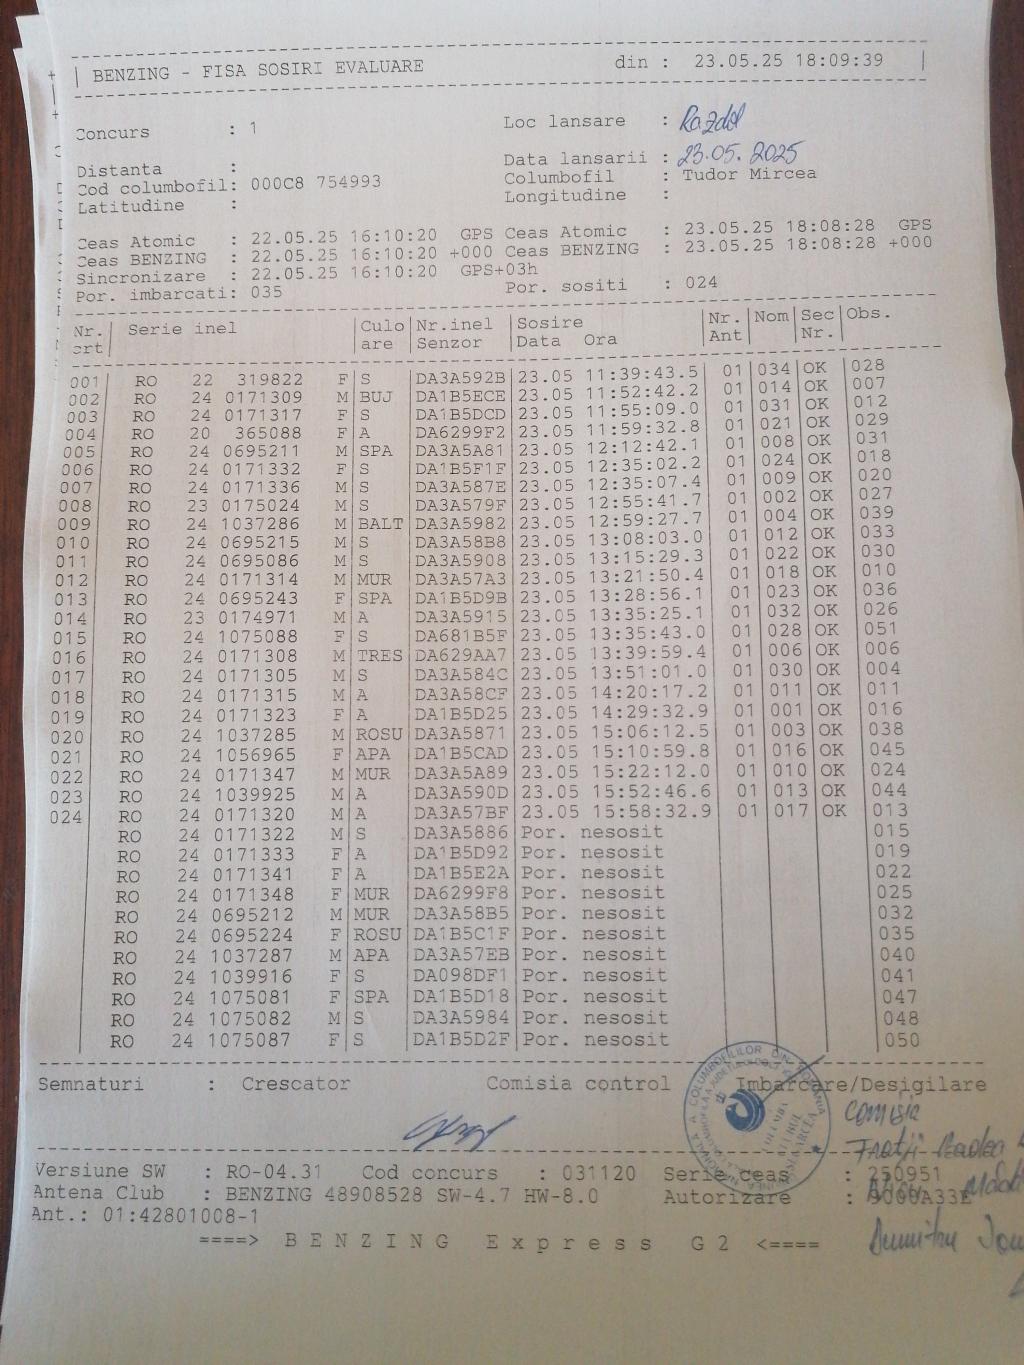 BENZING - FISA SOSIRI EVALUARE din : 23.05.25 18:09:39
Concurs : 1 Loc lansare : Razdol
Distanta : Data lansarii : 23.05.2025
Cod columbofil: 000C8 754993 Columbofil : Tudor Mircea
Latitudine : Longitudine :
Ceas Atomic : 22.05.25 16:10:20 GPS Ceas Atomic : 23.05.25 18:08:28 GPS
Ceas BENZING : 22.05.25 16:10:20 +000 Ceas BENZING : 23.05.25 18:08:28 +000
Sincronizare : 22.05.25 16:10:20 GPS+03h
Por. imbarcati: 035 Por. sositi : 024
Nr. Serie inel Culo Nr.inel Sosire Nr. Nom Sec Obs.
crt are Senzor Data Ora Ant Nr.
001 RO 22 319822 F S DA3A592B 23.05 11:39:43.5 01 034 OK 028
002 RO 24 0171309 M BUJ DA1B5ECE 23.05 11:52:42.2 01 014 OK 007
003 RO 24 0171317 F S DA1B5DCD 23.05 11:55:09.0 01 031 OK 012
004 RO 20 365088 F A DA6299F2 23.05 11:59:32.8 01 021 OK 029
005 RO 24 0695211 M SPA DA3A5A81 23.05 12:12:42.1 01 008 OK 031
006 RO 24 0171332 F S DA1B5F1F 23.05 12:35:02.2 01 024 OK 018
007 RO 24 0171336 M S DA3A587E 23.05 12:35:07.4 01 009 OK 020
008 RO 23 0175024 M S DA3A579F 23.05 12:55:41.7 01 002 OK 027
009 RO 24 1037286 M BALT DA3A5982 23.05 12:59:27.7 01 004 OK 039
010 RO 24 0695215 M S DA3A58B8 23.05 13:08:03.0 01 012 OK 033
011 RO 24 0695086 M S DA3A5908 23.05 13:15:29.3 01 022 OK 030
012 RO 24 0171314 M MUR DA3A57A3 23.05 13:21:50.4 01 018 OK 010
013 RO 24 0695243 F SPA DA1B5D9B 23.05 13:28:56.1 01 023 OK 036
014 RO 23 0174971 M A DA3A5915 23.05 13:35:25.1 01 032 OK 026
015 RO 24 1075088 F S DA681B5F 23.05 13:35:43.0 01 028 OK 051
016 RO 24 0171308 M TRES DA629AA7 23.05 13:39:59.4 01 006 OK 006
017 RO 24 0171305 M S DA3A584C 23.05 13:51:01.0 01 030 OK 004
018 RO 24 0171315 M A DA3A58CF 23.05 14:20:17.2 01 011 OK 011
019 RO 24 0171323 F A DA1B5D25 23.05 14:29:32.9 01 001 OK 016
020 RO 24 1037285 M ROSU DA3A5871 23.05 15:06:12.5 01 003 OK 038
021 RO 24 1056965 F APA DA1B5CAD 23.05 15:10:59.8 01 016 OK 045
022 RO 24 0171347 M MUR DA3A5A89 23.05 15:22:12.0 01 010 OK 024
023 RO 24 1039925 M A DA3A590D 23.05 15:52:46.6 01 013 OK 044
024 RO 24 0171320 M A DA3A57BF 23.05 15:58:32.9 01 017 OK 013
RO 24 0171322 M S DA3A5886 Por. nesosit 015
RO 24 0171333 F A DA1B5D92 Por. nesosit 019
RO 24 0171341 F A DA1B5E2A Por. nesosit 022
RO 24 0171348 F MUR DA6299F8 Por. nesosit 025
RO 24 0695212 M MUR DA3A58B5 Por. nesosit 032
RO 24 0695224 F ROSU DA1B5C1F Por. nesosit 035
RO 24 1037287 M APA DA3A57EB Por. nesosit 040
RO 24 1039916 F S DA098DF1 Por. nesosit 041
RO 24 1075081 F SPA DA1B5D18 Por. nesosit 047
RO 24 1075082 M S DA3A5984 Por. nesosit 048
RO 24 1075087 F S DA1B5D2F Por. nesosit 050
Semnaturi : Crescator Comisia control Imbarcare/Desigilare
Comisia
Versiune SW : RO-04.31 Cod concurs : 031120 Serie ceas : 250951
Antena Club : BENZING 48908528 SW-4.7 HW-8.0 Autorizare : 9000A33E
Ant.: 01:42801008-1
Dumitru
====> BENZING Express G2 <====